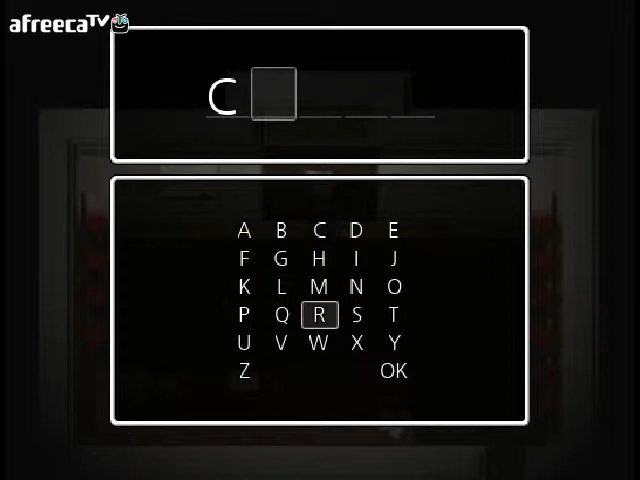 afreecaTV
C
A B C D E
F G H I J
K L M N O
P Q R S T
U V W X Y
Z OK